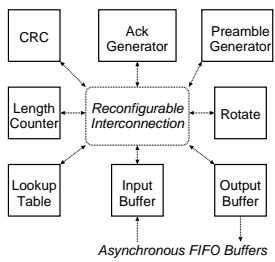 CRC
Ack
Generator
Preamble
Generator
Length
Counter
Reconfigurable
Interconnection
Rotate
Lookup
Table
Input
Buffer
Output
Buffer
Asynchronous FIFO Buffers